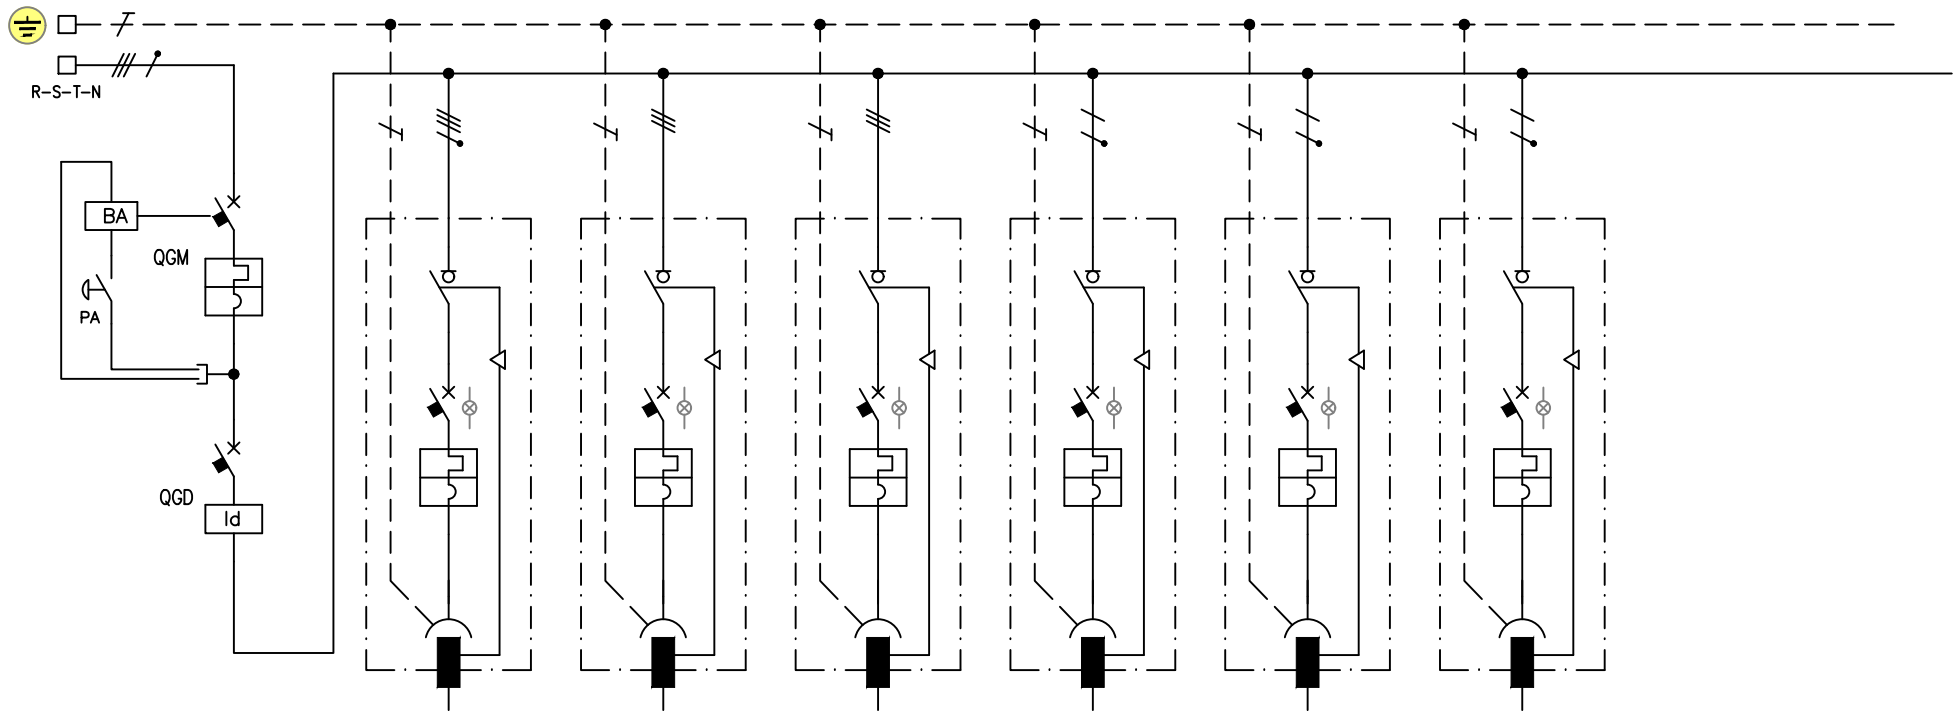 R-S-T-N
BA
QGM
PA
QGD
Id